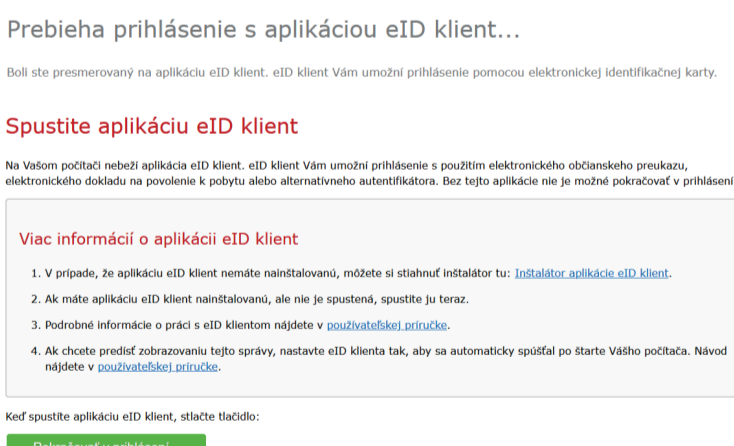 Prebieha prihlásenie s aplikáciou eID klient...
Boli ste presmerovaný na aplikáciu eID klient. eID klient Vám umožní prihlásenie pomocou elektronickej identifikačnej karty.
Spustite aplikáciu eID klient
Na Vašom počítači nebeží aplikácia eID klient. eID klient Vám umožní prihlásenie s použitím elektronického občianskeho preukazu,
elektronického dokladu na povolenie k pobytu alebo alternatívneho autentifikátora. Bez tejto aplikácie nie je možné pokračovať v prihlásení
Viac informácií o aplikácii eID klient
1. V prípade, že aplikáciu eID klient nemáte nainštalovanú, môžete si stiahnuť inštalátor tu: Inštalátor aplikácie eID klient.
2. Ak máte aplikáciu eID klient nainštalovanú, ale nie je spustená, spustite ju teraz.
3. Podrobné informácie o práci s eID klientom nájdete v používateľskej príručke.
4. Ak chcete predísť zobrazovaniu tejto správy, nastavte eID klienta tak, aby sa automaticky spúšťal po štarte Vášho počítača. Návod
nájdete v používateľskej príručke.
Keď spustíte aplikáciu eID klient, stlačte tlačidlo:
Pokračovať v prihlásení